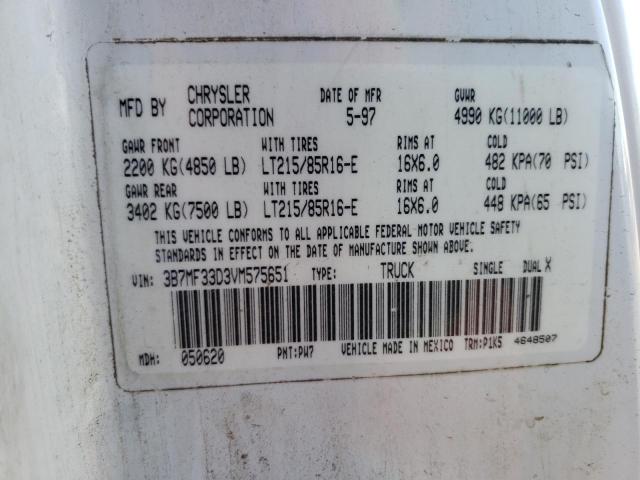 MFD BY CHRYSLER CORPORATION DATE OF MFR 5-97 GVWR 4990 KG(11000 LB)
GAWR FRONT WITH TIRES RIMS AT COLD
2200 KG(4850 LB) LT215/85R16-E 16X6.0 482 KPA(70 PSI)
GAWR REAR WITH TIRES RIMS AT COLD
3402 KG(7500 LB) LT215/85R16-E 16X6.0 448 KPA(65 PSI)
THIS VEHICLE CONFORMS TO ALL APPLICABLE FEDERAL MOTOR VEHICLE SAFETY
STANDARDS IN EFFECT ON THE DATE OF MANUFACTURE SHOWN ABOVE.
VIN: 3B7MF33D3VM575651 TYPE: TRUCK SINGLE DUAL X
MDH: 050620 PNT:PW7 VEHICLE MADE IN MEXICO TRM:P1K5 4648507